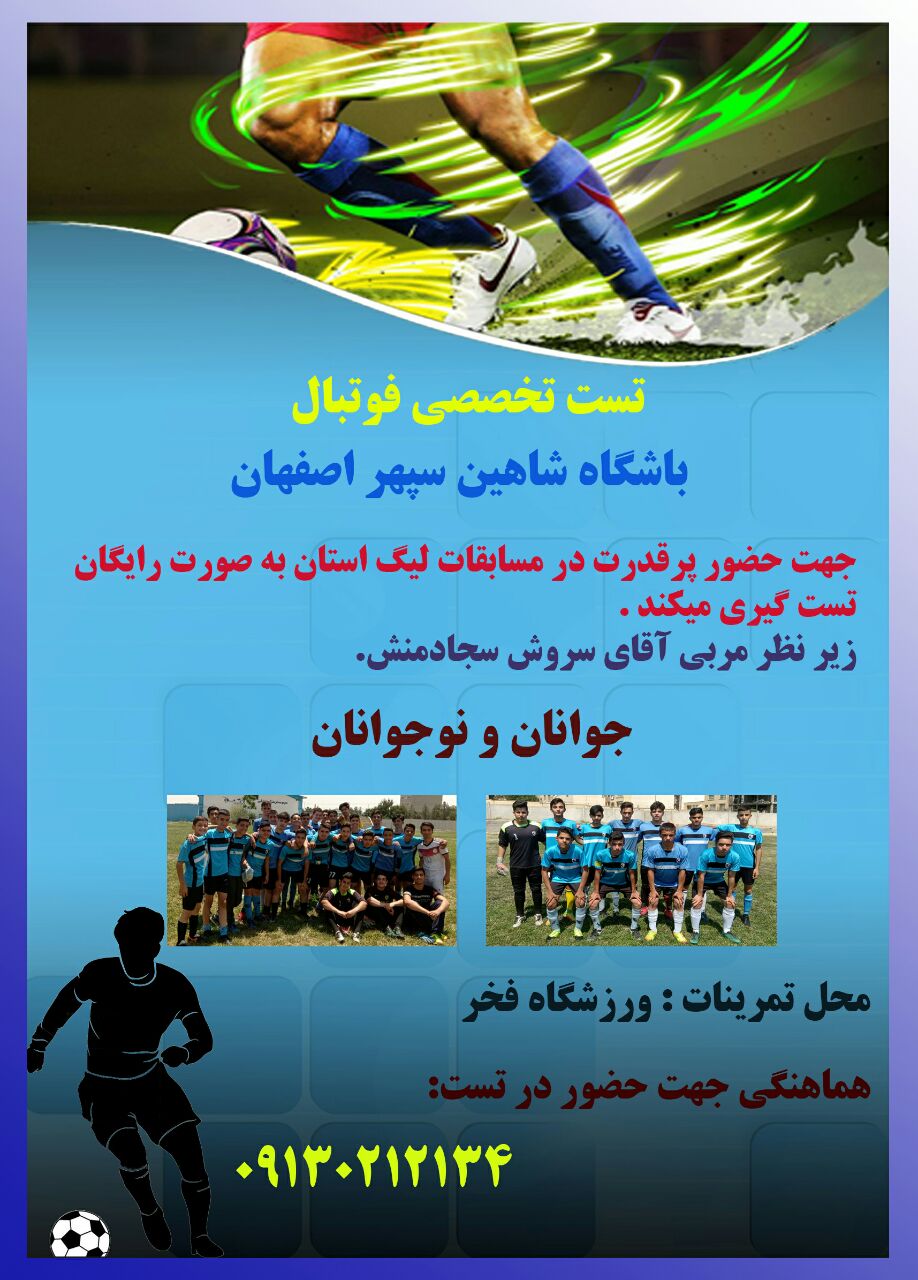 تست تخصصی فوتبال
باشگاه شاهین سپهر اصفهان
جهت حضور پرقدرت در مسابقات لیگ استان به صورت رایگان
تست گیری میکند .
زیر نظر مربی آقای سروش سجادمنش.
جوانان و نوجوانان
محل تمرینات : ورزشگاه فخر
هماهنگی جهت حضور در تست:
۰۹۱۳۰۲۱۲۱۳۴